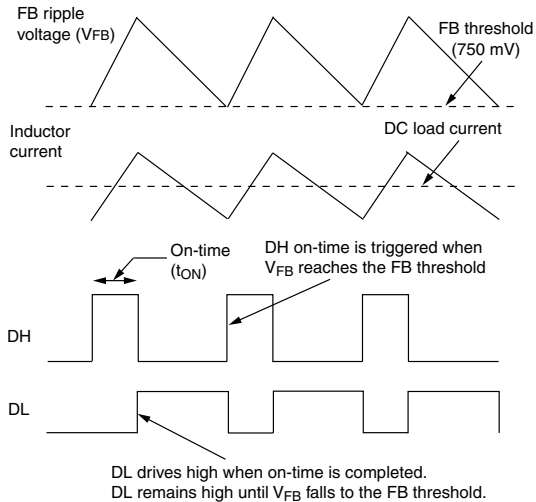 FB ripple
voltage (VFB)
FB threshold
(750 mV)
Inductor
current
DC load current
On-time
(tON)
DH on-time is triggered when
VFB reaches the FB threshold
DH
DL
DL drives high when on-time is completed.
DL remains high until VFB falls to the FB threshold.